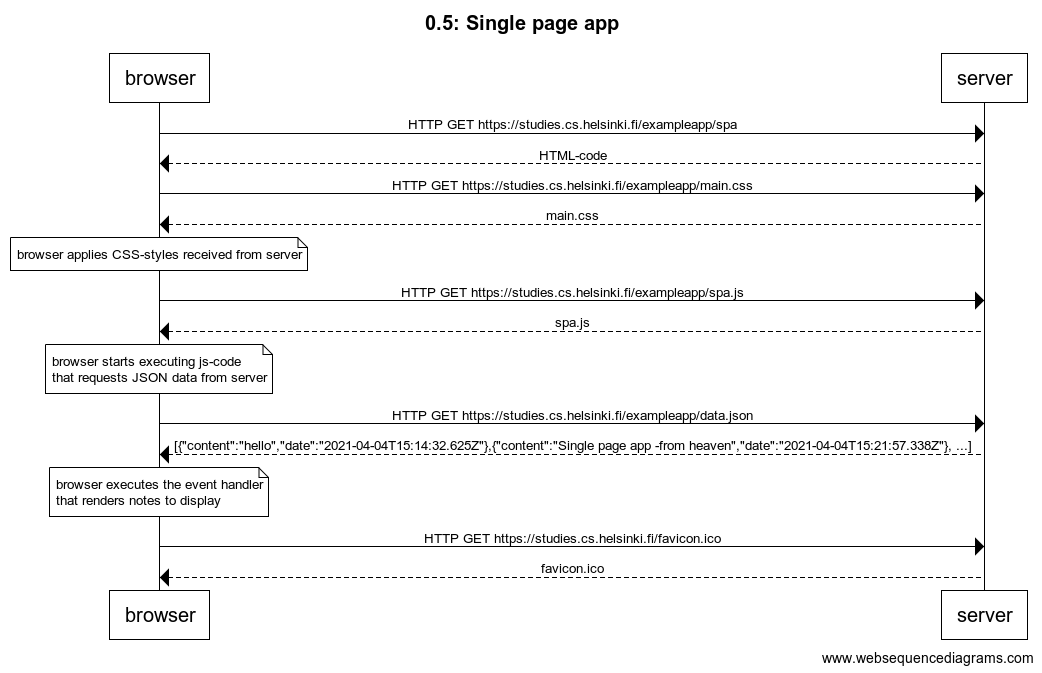 0.5: Single page app
browser
server
HTTP GET https://studies.cs.helsinki.fi/exampleapp/spa
HTML-code
HTTP GET https://studies.cs.helsinki.fi/exampleapp/main.css
main.css
browser applies CSS-styles received from server
HTTP GET https://studies.cs.helsinki.fi/exampleapp/spa.js
spa.js
browser starts executing js-code
that requests JSON data from server
HTTP GET https://studies.cs.helsinki.fi/exampleapp/data.json
[{"content":"hello","date":"2021-04-04T15:14:32.625Z"},{"content":"Single page app -from heaven","date":"2021-04-04T15:21:57.338Z"}, ...]
browser executes the event handler
that renders notes to display
HTTP GET https://studies.cs.helsinki.fi/favicon.ico
favicon.ico
browser
server
www.websequencediagrams.com